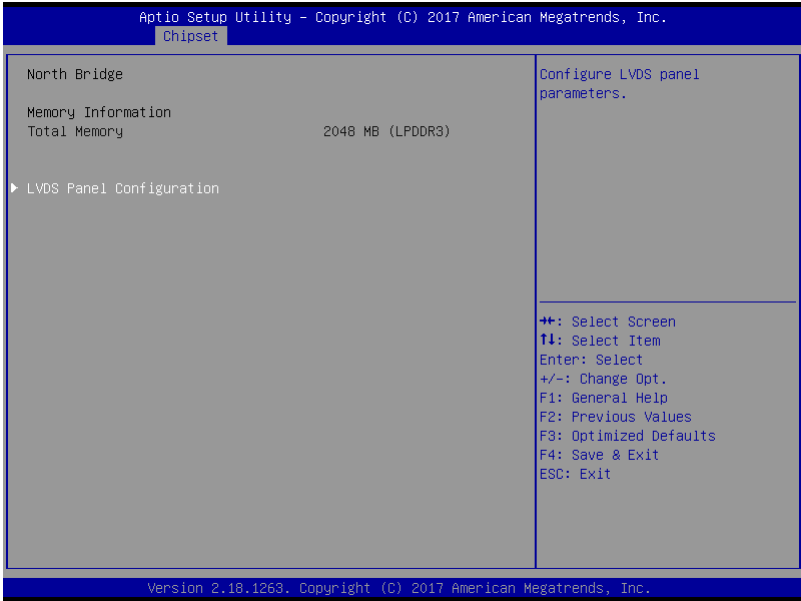 Aptio Setup Utility – Copyright (C) 2017 American Megatrends, Inc.
Chipset
North Bridge
Memory Information
Total Memory 2048 MB (LPDDR3)
▶ LVDS Panel Configuration
Configure LVDS panel
parameters.
→←: Select Screen
↑↓: Select Item
Enter: Select
+/-: Change Opt.
F1: General Help
F2: Previous Values
F3: Optimized Defaults
F4: Save & Exit
ESC: Exit
Version 2.18.1263. Copyright (C) 2017 American Megatrends, Inc.